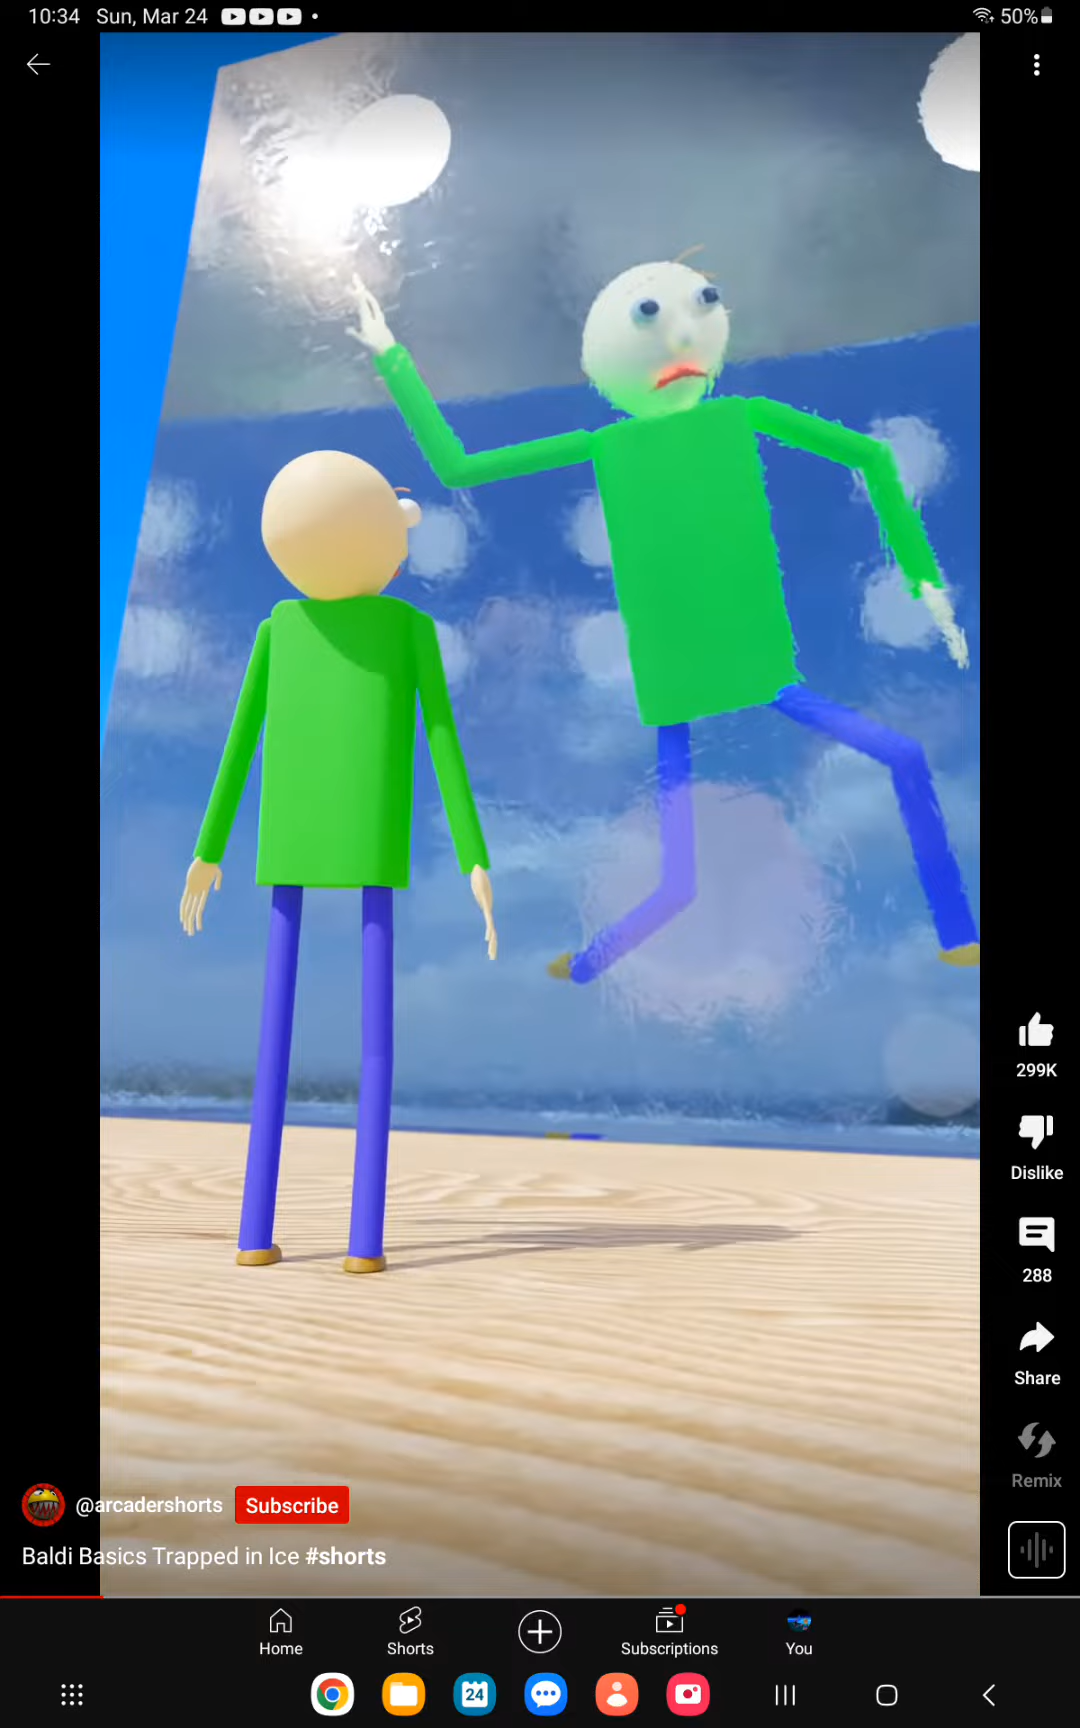 10:34 Sun, Mar 24
50%
299K
Dislike
288
Share
Remix
@arcadershorts Subscribe
Baldi Basics Trapped in Ice #shorts
Home Shorts Subscriptions You
24